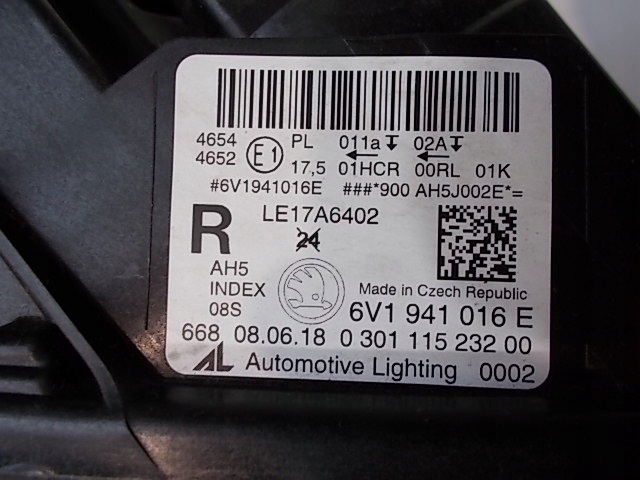 4654 E1 PL 011a 02A
4652 17,5 01HCR 00RL 01K
#6V1941016E ###*900 AH5J002E*=
R LE17A6402
24
AH5
INDEX Made in Czech Republic
08S 6V1 941 016 E
668 08.06.18 0 301 115 232 00
AL Automotive Lighting 0002